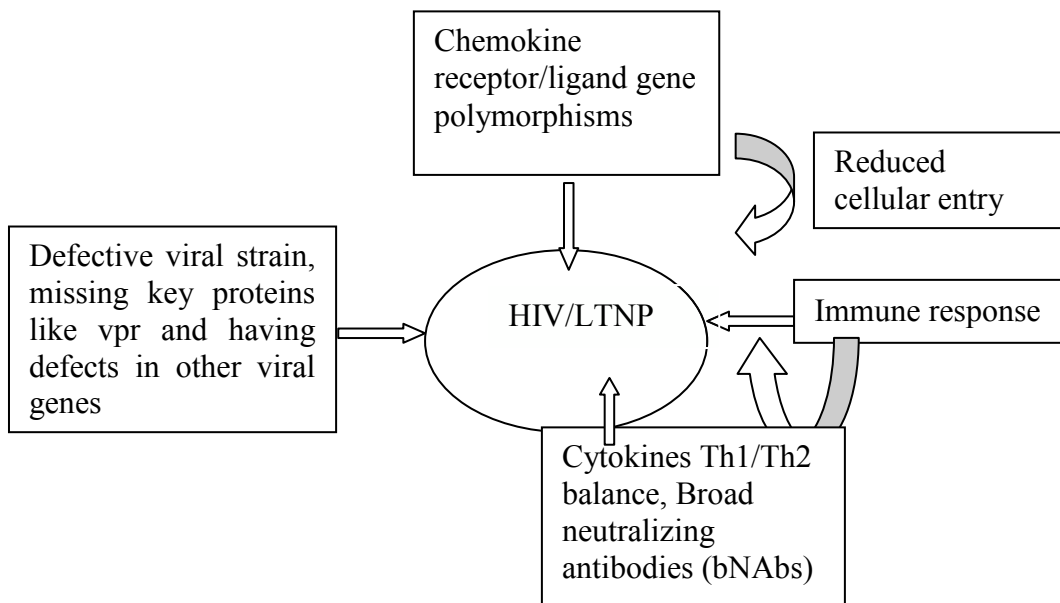 Chemokine
receptor/ligand gene
polymorphisms
Reduced
cellular entry
Defective viral strain,
missing key proteins
like vpr and having
defects in other viral
genes
HIV/LTNP
Immune response
Cytokines Th1/Th2
balance, Broad
neutralizing
antibodies (bNAbs)